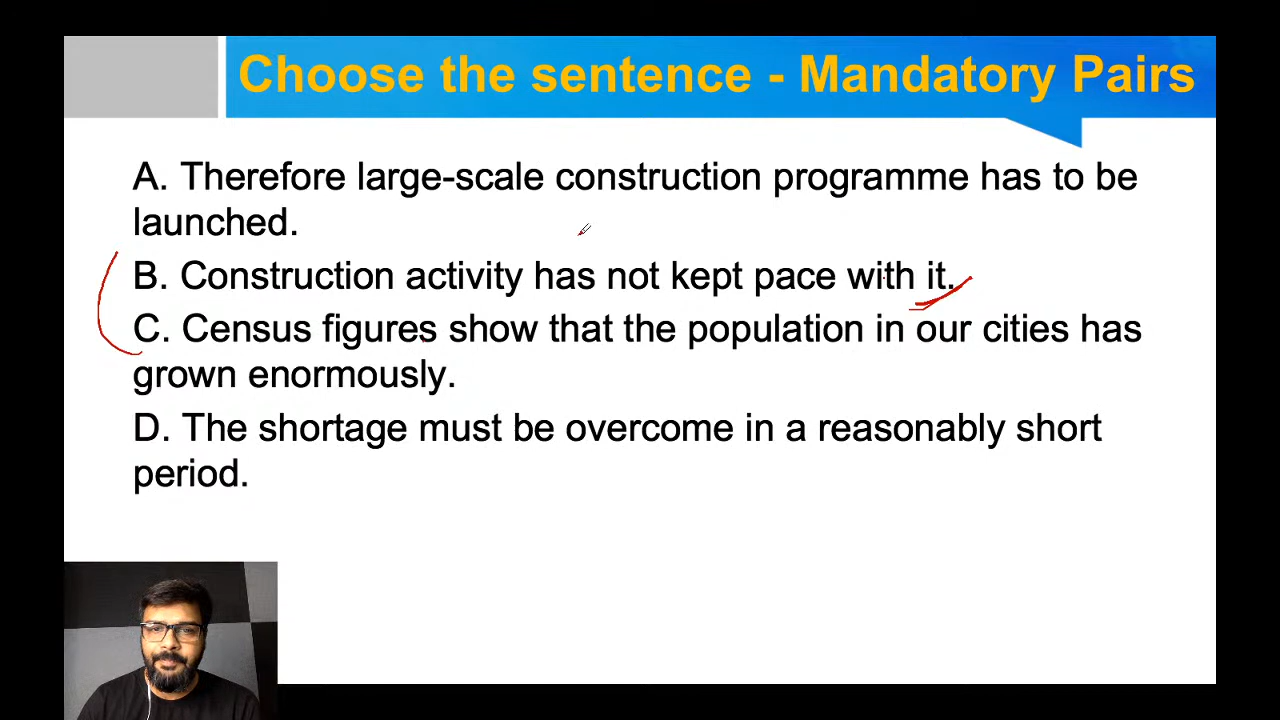 Choose the sentence - Mandatory Pairs
A. Therefore large-scale construction programme has to be
launched.
B. Construction activity has not kept pace with it.
C. Census figures show that the population in our cities has
grown enormously.
D. The shortage must be overcome in a reasonably short
period.